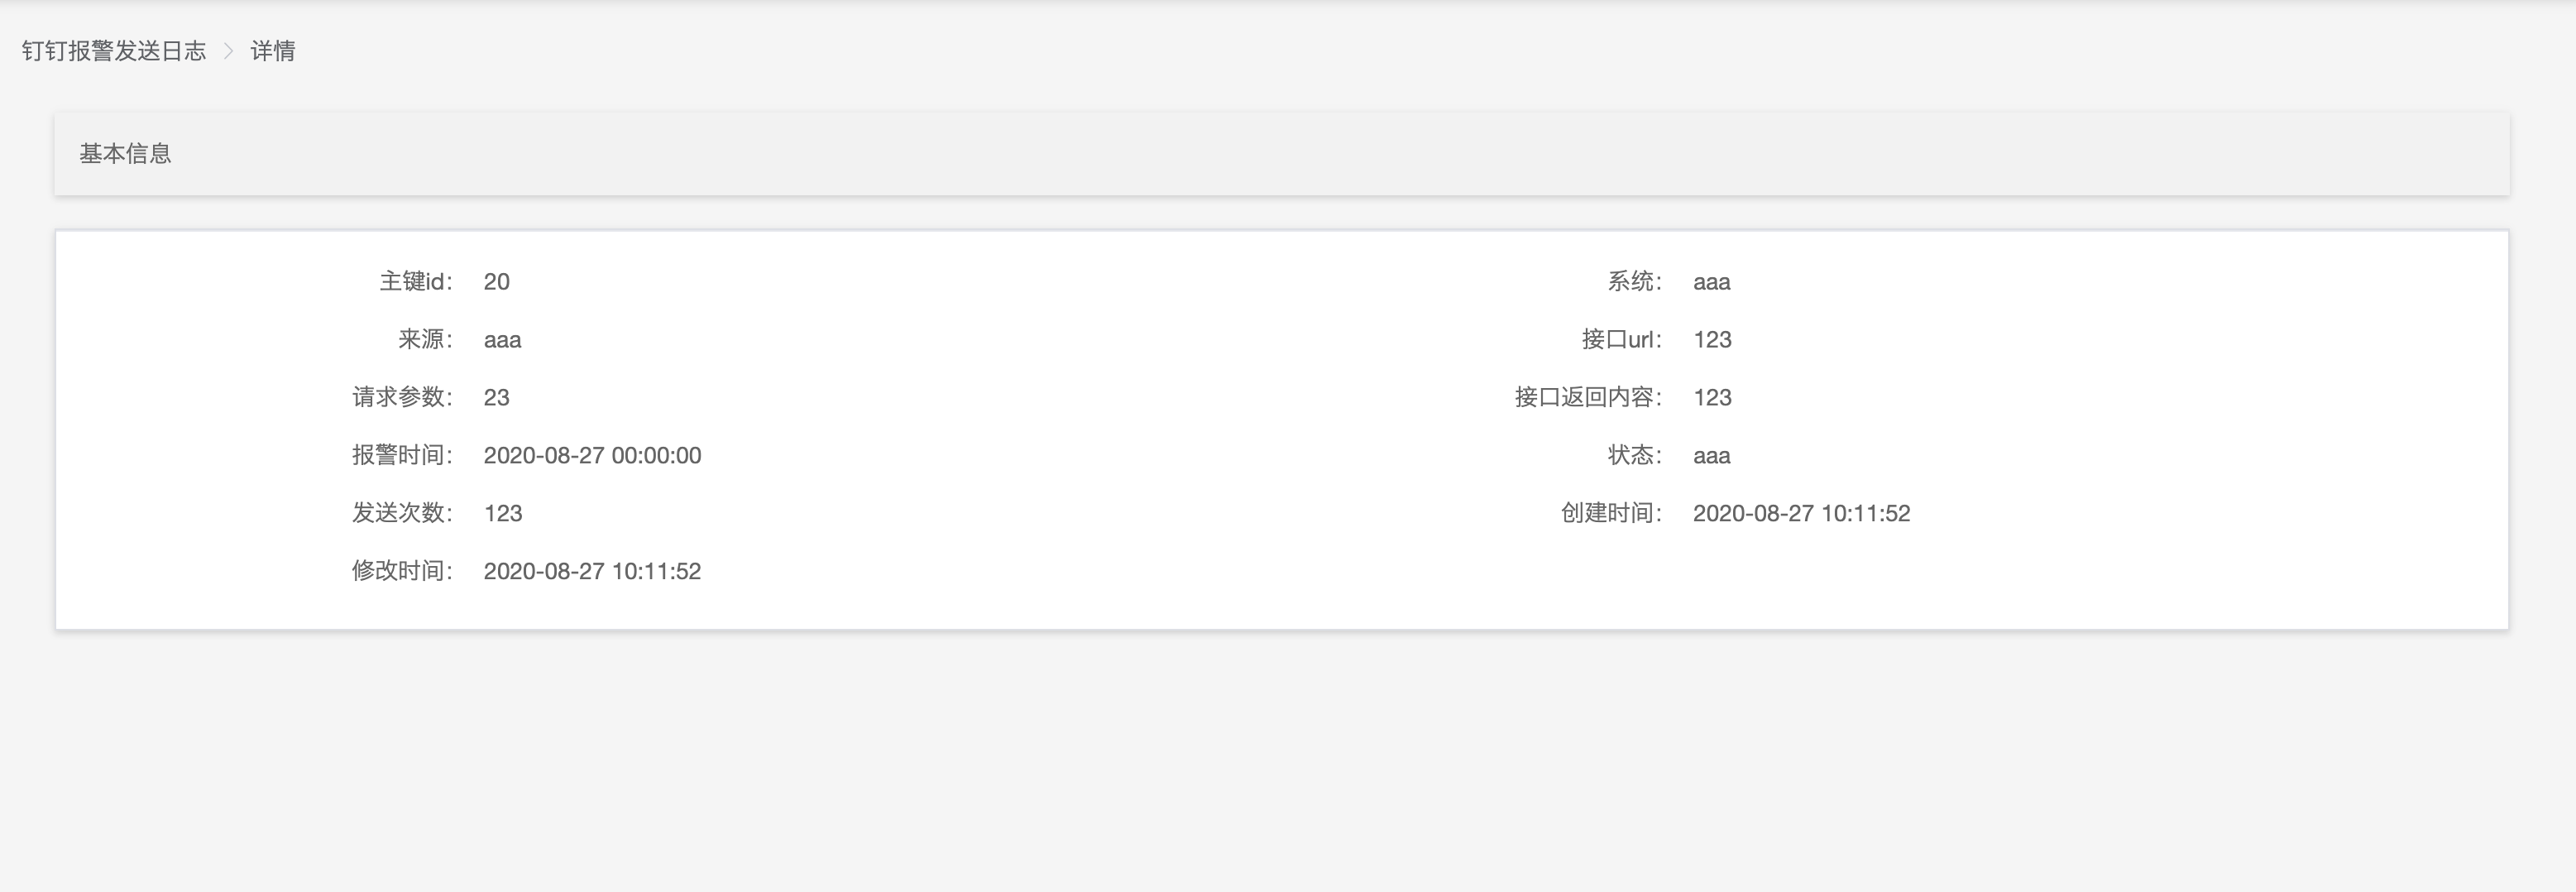 钉钉报警发送日志 > 详情
基本信息
主键id： 20 系统： aaa
来源： aaa 接口url： 123
请求参数： 23 接口返回内容： 123
报警时间： 2020-08-27 00:00:00 状态： aaa
发送次数： 123 创建时间： 2020-08-27 10:11:52
修改时间： 2020-08-27 10:11:52